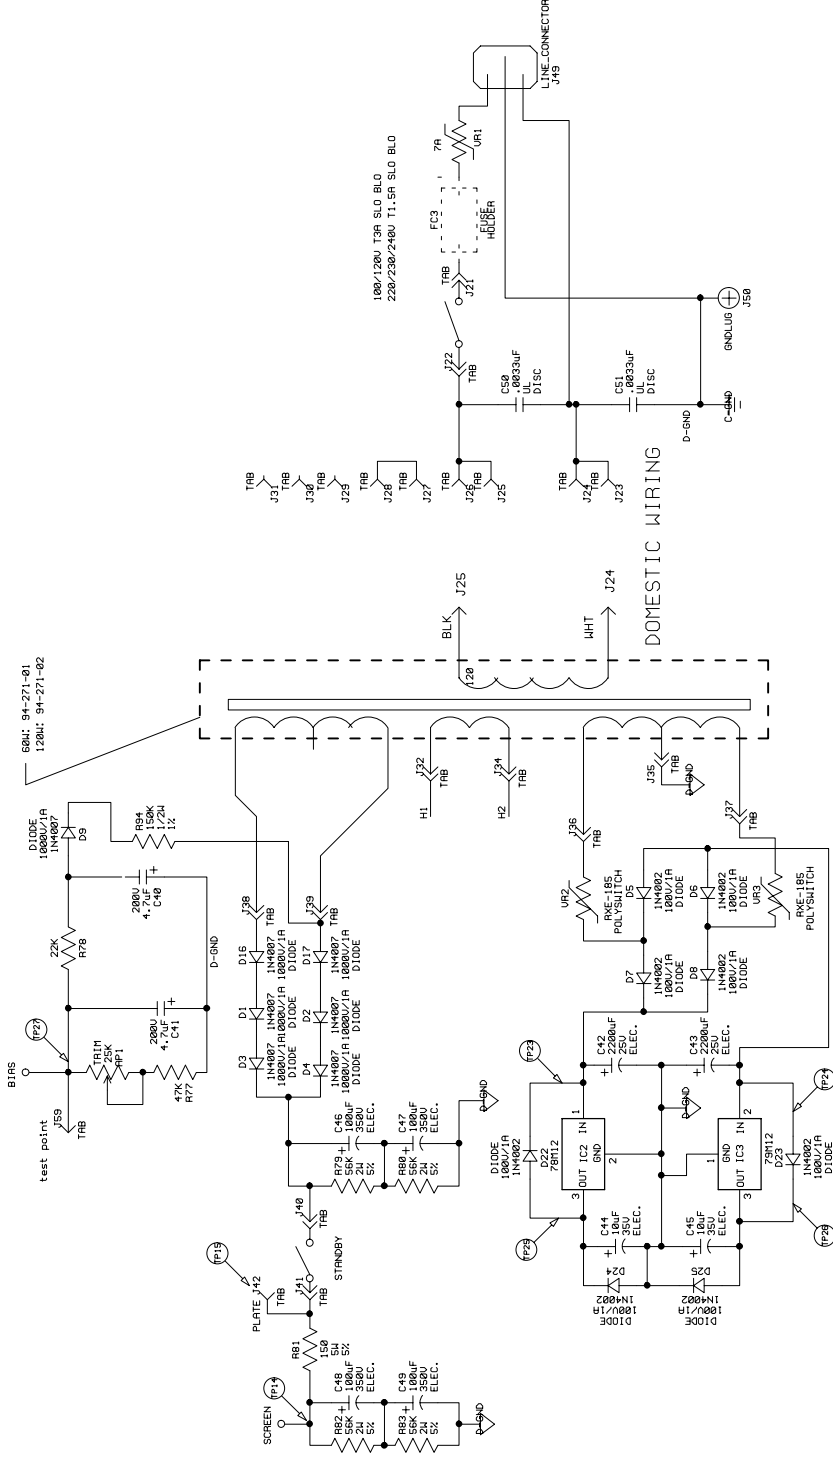 LINE_CONNECTOR
J49
7A
VR1
100/120V T3A SLO BLO
220/230/240V T1.5A SLO BLO
FC3
FUSE
HOLDER
TAB
J21
J22
TAB
C50
.0033uF
UL
DISC
C51
.0033uF
UL
DISC
GNDLUG
J50
D-GND
C-GND
TAB
J31
TAB
J30
TAB
J29
TAB
J28
TAB
J27
TAB
J26
TAB
J25
TAB
J24
TAB
J23
DOMESTIC WIRING
BLK
J25
WHT
J24
120
60W: 94-271-01
120W: 94-271-02
J32
TAB
H1
J34
TAB
H2
J35
TAB
D-GND
J36
TAB
J37
TAB
DIODE
1000V/1A
1N4007
D9
R94
150K
1/2W
1%
200V
4.7uF
C40
22K
R78
D-GND
200V
4.7uF
C41
TP27
BIAS
TRIM
25K
AP1
47K
R77
J59
TAB
test point
J38
TAB
J39
TAB
D16
1N4007
1000V/1A
DIODE
D17
1N4007
1000V/1A
DIODE
D1
1N4007
1000V/1A
DIODE
D2
1N4007
1000V/1A
DIODE
D3
1N4007
1000V/1A
DIODE
D4
1N4007
1000V/1A
DIODE
C46
100uF
350V
ELEC.
C47
100uF
350V
ELEC.
R79
56K
2W
5%
R80
56K
2W
5%
D-GND
J40
TAB
STANDBY
J41
TAB
TP15
PLATE J42
TAB
R81
150
5W
5%
TP14
SCREEN
C48
100uF
350V
ELEC.
C49
100uF
350V
ELEC.
R82
56K
2W
5%
R83
56K
2W
5%
D-GND
VR2
RXE-185
POLYSWITCH
VR3
RXE-185
POLYSWITCH
D5
1N4002
100V/1A
DIODE
D6
1N4002
100V/1A
DIODE
D7
1N4002
100V/1A
DIODE
D8
1N4002
100V/1A
DIODE
C42
2200uF
25V
ELEC.
C43
2200uF
25V
ELEC.
TP23
TP24
DIODE
100V/1A
1N4002
D22
78M12
1
IN
IC2
GND
2
OUT
3
D-GND
2
IN
IC3
GND
1
OUT
3
79M12
D23
1N4002
100V/1A
DIODE
TP25
TP26
C44
10uF
35V
ELEC.
C45
10uF
35V
ELEC.
D24
1N4002
100V/1A
DIODE
D25
1N4002
100V/1A
DIODE